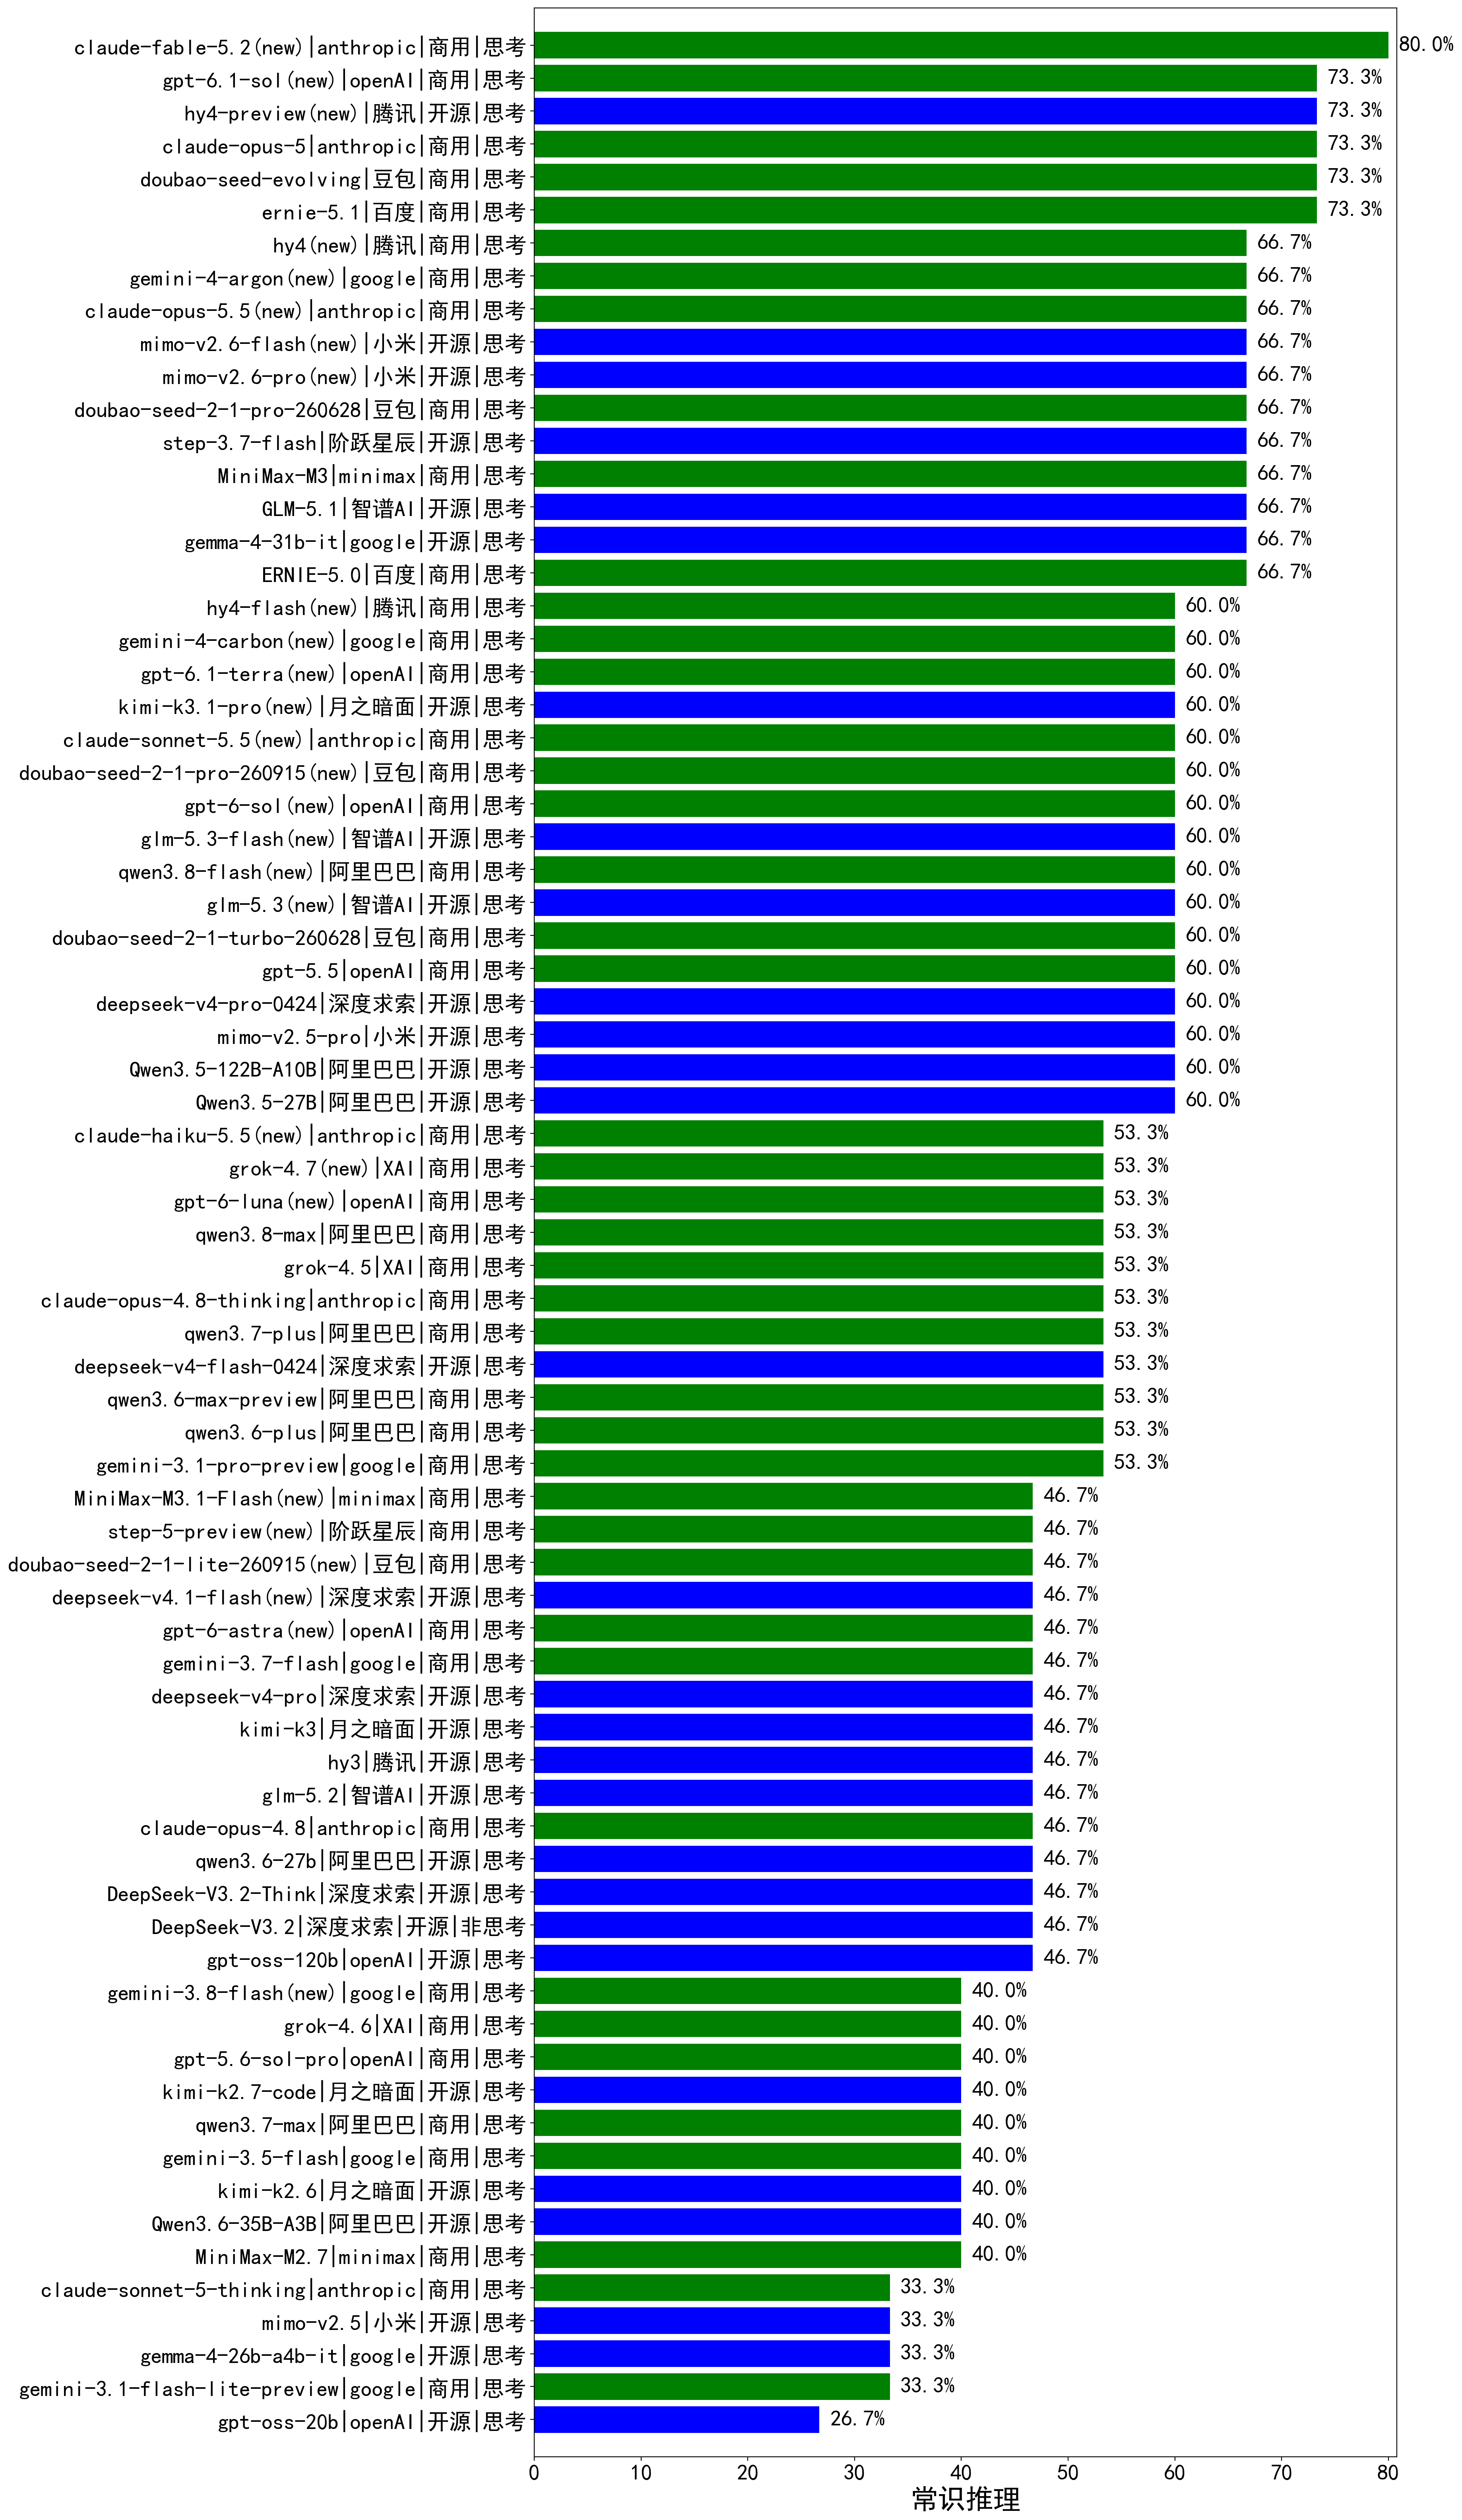 claude-fable-5.2(new)|anthropic|商用|思考 80.0%
gpt-6.1-sol(new)|openAI|商用|思考 73.3%
hy4-preview(new)|腾讯|开源|思考 73.3%
claude-opus-5|anthropic|商用|思考 73.3%
doubao-seed-evolving|豆包|商用|思考 73.3%
ernie-5.1|百度|商用|思考 73.3%
hy4(new)|腾讯|商用|思考 66.7%
gemini-4-argon(new)|google|商用|思考 66.7%
claude-opus-5.5(new)|anthropic|商用|思考 66.7%
mimo-v2.6-flash(new)|小米|开源|思考 66.7%
mimo-v2.6-pro(new)|小米|开源|思考 66.7%
doubao-seed-2-1-pro-260628|豆包|商用|思考 66.7%
step-3.7-flash|阶跃星辰|开源|思考 66.7%
MiniMax-M3|minimax|商用|思考 66.7%
GLM-5.1|智谱AI|开源|思考 66.7%
gemma-4-31b-it|google|开源|思考 66.7%
ERNIE-5.0|百度|商用|思考 66.7%
hy4-flash(new)|腾讯|商用|思考 60.0%
gemini-4-carbon(new)|google|商用|思考 60.0%
gpt-6.1-terra(new)|openAI|商用|思考 60.0%
kimi-k3.1-pro(new)|月之暗面|开源|思考 60.0%
claude-sonnet-5.5(new)|anthropic|商用|思考 60.0%
doubao-seed-2-1-pro-260915(new)|豆包|商用|思考 60.0%
gpt-6-sol(new)|openAI|商用|思考 60.0%
glm-5.3-flash(new)|智谱AI|开源|思考 60.0%
qwen3.8-flash(new)|阿里巴巴|商用|思考 60.0%
glm-5.3(new)|智谱AI|开源|思考 60.0%
doubao-seed-2-1-turbo-260628|豆包|商用|思考 60.0%
gpt-5.5|openAI|商用|思考 60.0%
deepseek-v4-pro-0424|深度求索|开源|思考 60.0%
mimo-v2.5-pro|小米|开源|思考 60.0%
Qwen3.5-122B-A10B|阿里巴巴|开源|思考 60.0%
Qwen3.5-27B|阿里巴巴|开源|思考 60.0%
claude-haiku-5.5(new)|anthropic|商用|思考 53.3%
grok-4.7(new)|XAI|商用|思考 53.3%
gpt-6-luna(new)|openAI|商用|思考 53.3%
qwen3.8-max|阿里巴巴|商用|思考 53.3%
grok-4.5|XAI|商用|思考 53.3%
claude-opus-4.8-thinking|anthropic|商用|思考 53.3%
qwen3.7-plus|阿里巴巴|商用|思考 53.3%
deepseek-v4-flash-0424|深度求索|开源|思考 53.3%
qwen3.6-max-preview|阿里巴巴|商用|思考 53.3%
qwen3.6-plus|阿里巴巴|商用|思考 53.3%
gemini-3.1-pro-preview|google|商用|思考 53.3%
MiniMax-M3.1-Flash(new)|minimax|商用|思考 46.7%
step-5-preview(new)|阶跃星辰|商用|思考 46.7%
doubao-seed-2-1-lite-260915(new)|豆包|商用|思考 46.7%
deepseek-v4.1-flash(new)|深度求索|开源|思考 46.7%
gpt-6-astra(new)|openAI|商用|思考 46.7%
gemini-3.7-flash|google|商用|思考 46.7%
deepseek-v4-pro|深度求索|开源|思考 46.7%
kimi-k3|月之暗面|开源|思考 46.7%
hy3|腾讯|开源|思考 46.7%
glm-5.2|智谱AI|开源|思考 46.7%
claude-opus-4.8|anthropic|商用|思考 46.7%
qwen3.6-27b|阿里巴巴|开源|思考 46.7%
DeepSeek-V3.2-Think|深度求索|开源|思考 46.7%
DeepSeek-V3.2|深度求索|开源|非思考 46.7%
gpt-oss-120b|openAI|开源|思考 46.7%
gemini-3.8-flash(new)|google|商用|思考 40.0%
grok-4.6|XAI|商用|思考 40.0%
gpt-5.6-sol-pro|openAI|商用|思考 40.0%
kimi-k2.7-code|月之暗面|开源|思考 40.0%
qwen3.7-max|阿里巴巴|商用|思考 40.0%
gemini-3.5-flash|google|商用|思考 40.0%
kimi-k2.6|月之暗面|开源|思考 40.0%
Qwen3.6-35B-A3B|阿里巴巴|开源|思考 40.0%
MiniMax-M2.7|minimax|商用|思考 40.0%
claude-sonnet-5-thinking|anthropic|商用|思考 33.3%
mimo-v2.5|小米|开源|思考 33.3%
gemma-4-26b-a4b-it|google|开源|思考 33.3%
gemini-3.1-flash-lite-preview|google|商用|思考 33.3%
gpt-oss-20b|openAI|开源|思考 26.7%
0 10 20 30 40 50 60 70 80
常识推理